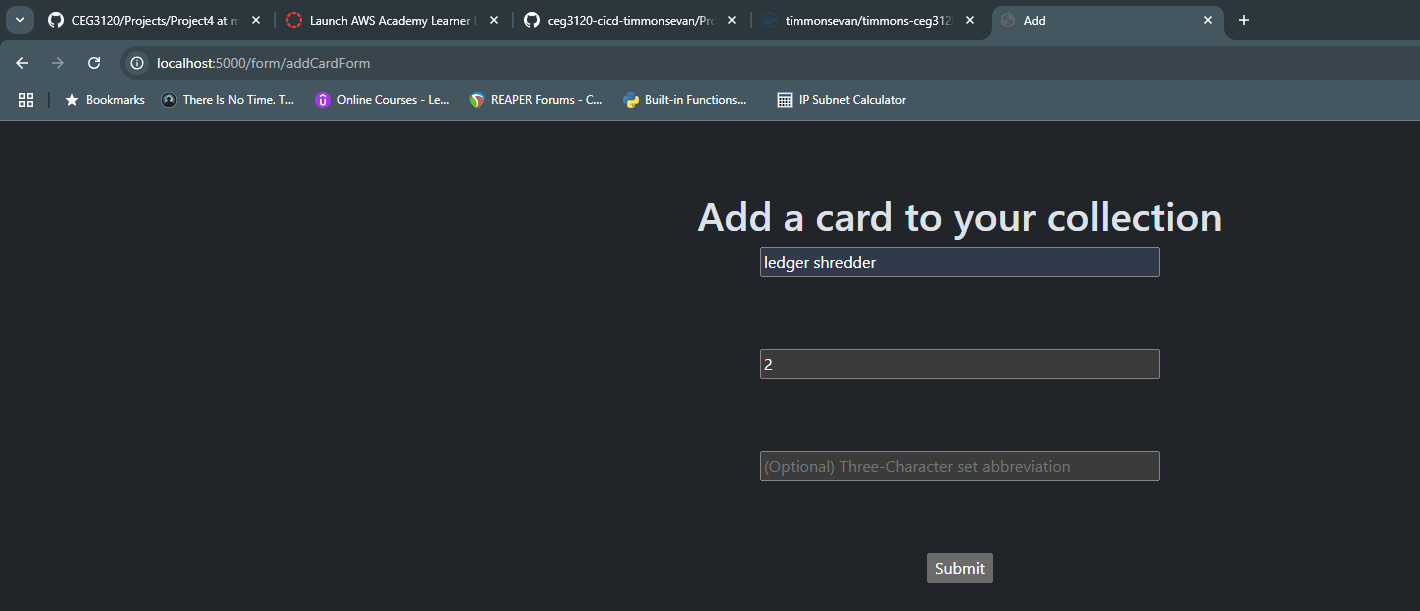 CEG3120/Projects/Project4 at m
Launch AWS Academy Learner L
ceg3120-cicd-timmonsevan/Pro
timmonsevan/timmons-ceg312
Add
localhost:5000/form/addCardForm
Bookmarks
There Is No Time. T...
Online Courses - Le...
REAPER Forums - C...
Built-in Functions...
IP Subnet Calculator
Add a card to your collection
ledger shredder
2
(Optional) Three-Character set abbreviation
Submit